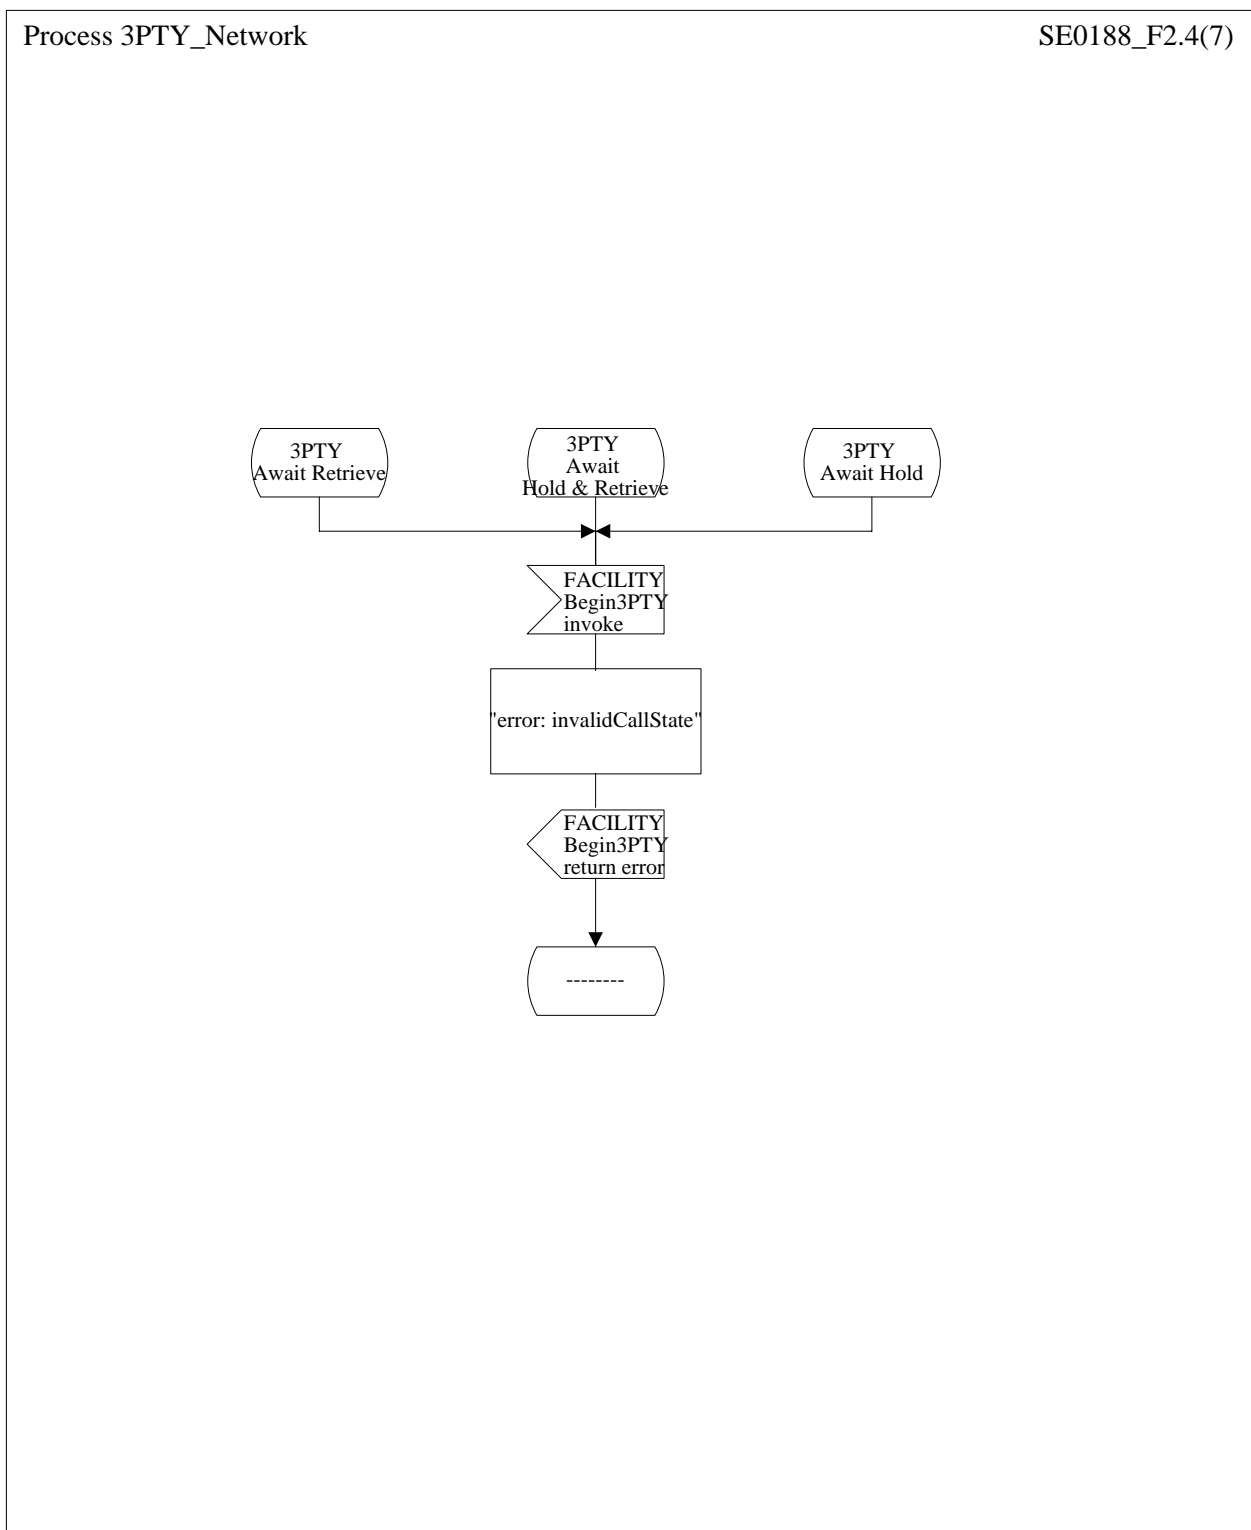 Process 3PTY_Network
SE0188_F2.4(7)
3PTY
Await Retrieve
3PTY
Await
Hold & Retrieve
3PTY
Await Hold
FACILITY
Begin3PTY
invoke
"error: invalidCallState"
FACILITY
Begin3PTY
return error
--------